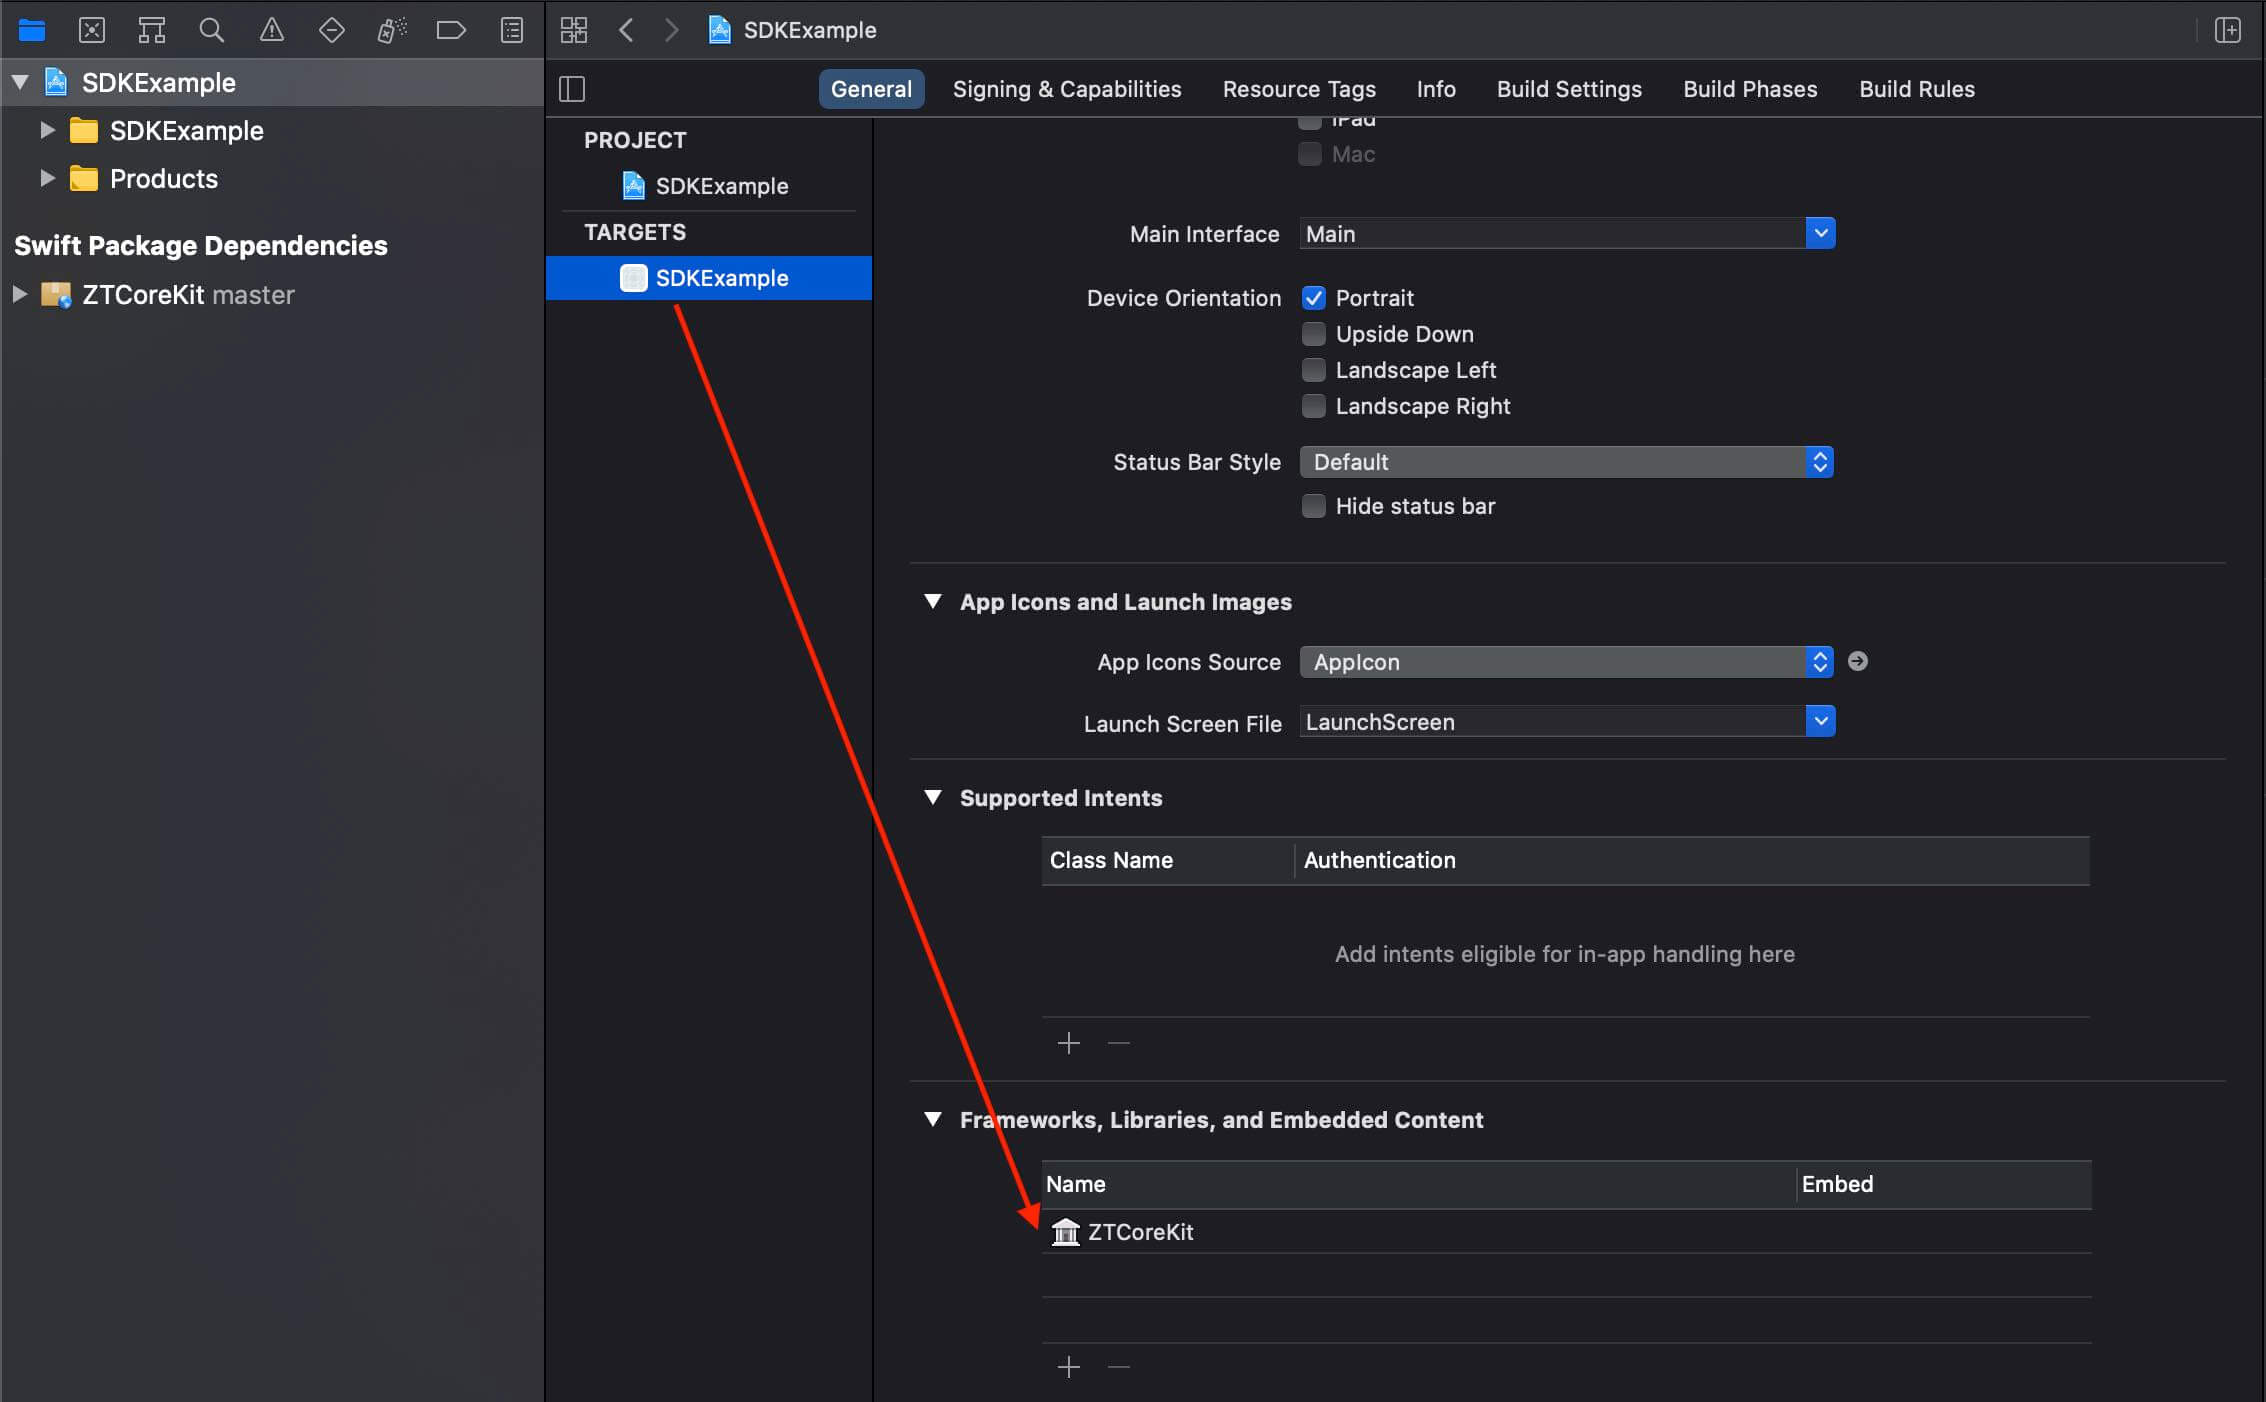 SDKExample
SDKExample
SDKExample
Products
Swift Package Dependencies
ZTCoreKit master
General Signing & Capabilities Resource Tags Info Build Settings Build Phases Build Rules
PROJECT
SDKExample
TARGETS
SDKExample
iPad
Mac
Main Interface Main
Device Orientation Portrait
Upside Down
Landscape Left
Landscape Right
Status Bar Style Default
Hide status bar
App Icons and Launch Images
App Icons Source AppIcon
Launch Screen File LaunchScreen
Supported Intents
Class Name Authentication
Add intents eligible for in-app handling here
Frameworks, Libraries, and Embedded Content
Name Embed
ZTCoreKit